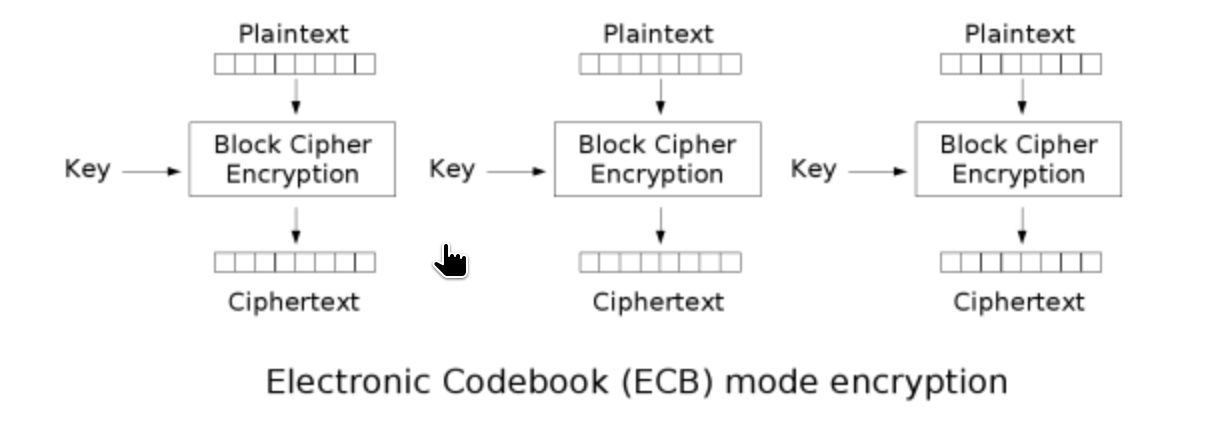 Plaintext
Plaintext
Plaintext
Key
Block Cipher
Encryption
Key
Block Cipher
Encryption
Key
Block Cipher
Encryption
Ciphertext
Ciphertext
Ciphertext
Electronic Codebook (ECB) mode encryption